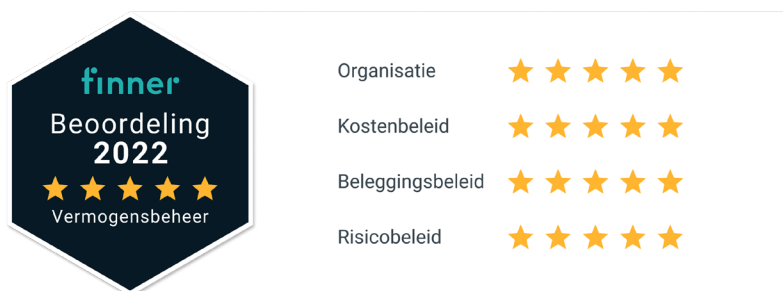 finner
Beoordeling
2022
Vermogensbeheer
Organisatie
Kostenbeleid
Beleggingsbeleid
Risicobeleid